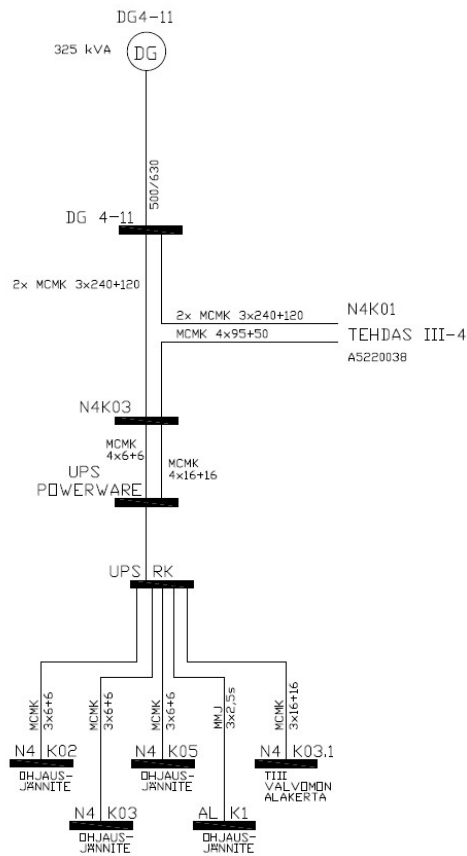 DG4-11
325 kVA
DG
500/630
DG 4-11
2x MCMK 3x240+120
2x MCMK 3x240+120
N4K01
MCMK 4x95+50
TEHDAS III-4
A5220038
N4K03
MCMK
4x6+6
MCMK
4x16+16
UPS
POWERWARE
UPS RK
MCMK
3x6+6
MCMK
3x6+6
MCMK
3x6+6
MMJ
3x2,5s
MCMK
3x16+16
N4 K02
OHJAUS-
JÄNNITE
N4 K05
OHJAUS-
JÄNNITE
N4 K03.1
TIII
VALVOMON
ALAKERTA
N4 K03
OHJAUS-
JÄNNITE
AL K1
OHJAUS-
JÄNNITE